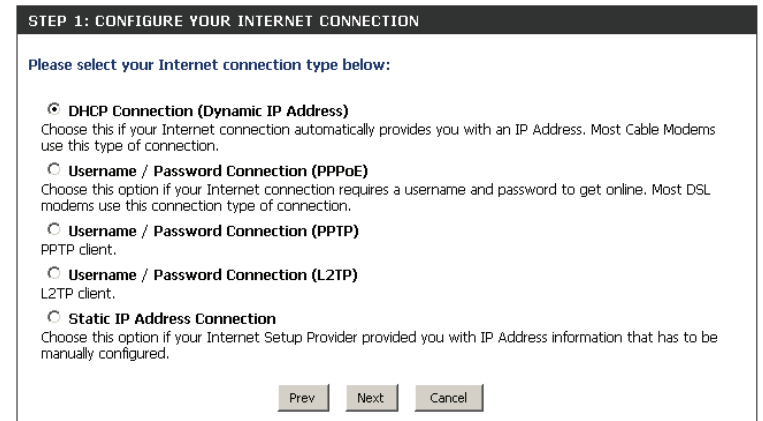 STEP 1: CONFIGURE YOUR INTERNET CONNECTION
Please select your Internet connection type below:
DHCP Connection (Dynamic IP Address)
Choose this if your Internet connection automatically provides you with an IP Address. Most Cable Modems
use this type of connection.
Username / Password Connection (PPPoE)
Choose this option if your Internet connection requires a username and password to get online. Most DSL
modems use this connection type of connection.
Username / Password Connection (PPTP)
PPTP client.
Username / Password Connection (L2TP)
L2TP client.
Static IP Address Connection
Choose this option if your Internet Setup Provider provided you with IP Address information that has to be
manually configured.
Prev Next Cancel